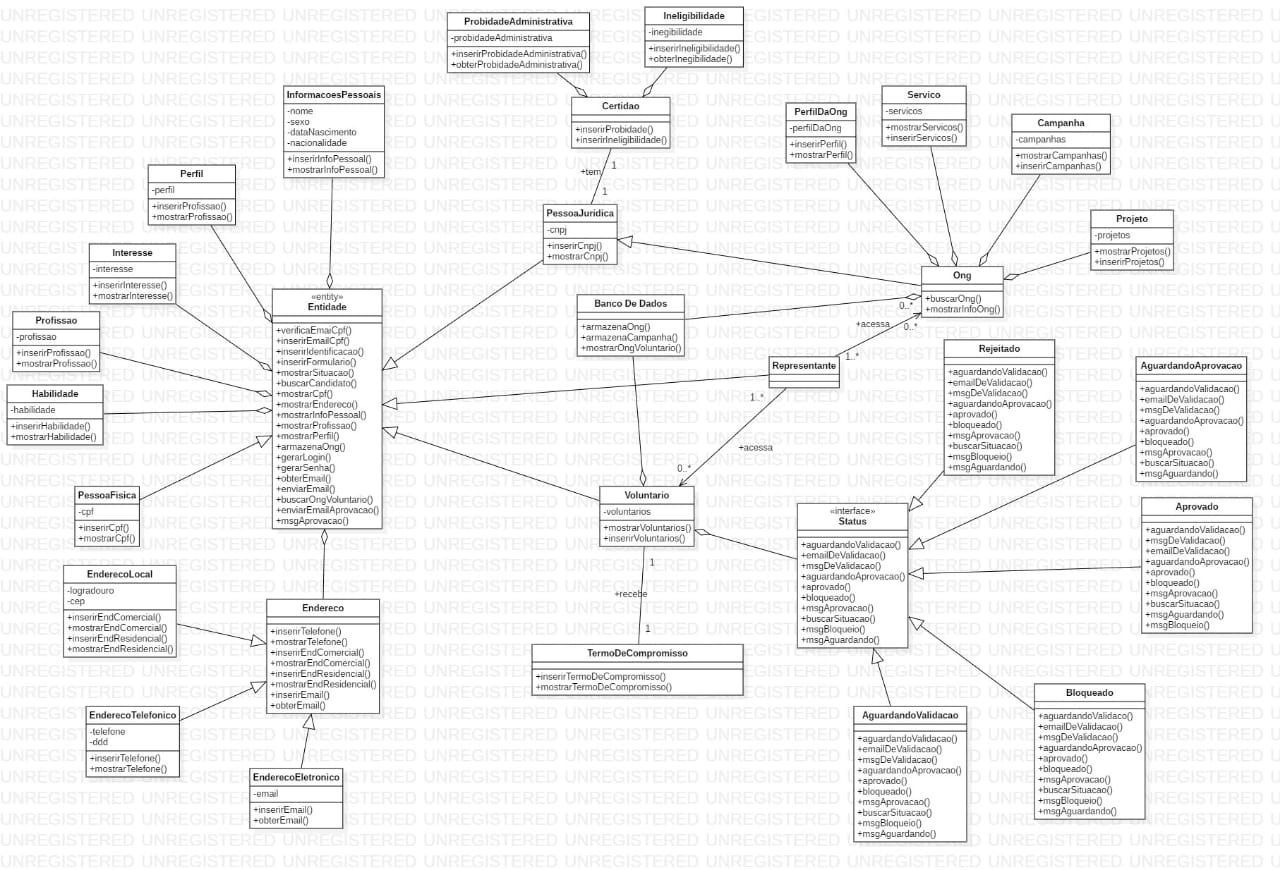 ProbidadeAdministrativa
-probidadeAdministrativa
+inserirProbidadeAdministrativa()
+obterProbidadeAdministrativa()
Ineligibilidade
-inegibilidade
+inserirIneligibilidade()
+obterInegibilidade()
Certidao
+inserirProbidade()
+inserirIneligibilidade()
InformacoesPessoais
-nome
-sexo
-dataNascimento
-nacionalidade
+inserirInfoPessoal()
+mostrarInfoPessoal()
PerfilDaOng
-perfilDaOng
+inserirPerfil()
+mostrarPerfil()
Servico
-servicos
+mostrarServicos()
+inserirServicos()
Campanha
-campanhas
+mostrarCampanhas()
+inserirCampanhas()
Perfil
-perfil
+inserirProfissao()
+mostrarProfissao()
1
+tem
1
PessoaJuridica
-cnpj
+inserirCnpj()
+mostrarCnpj()
Projeto
-projetos
+mostrarProjetos()
+inserirProjetos()
Interesse
-interesse
+inserirInteresse()
+mostrarInteresse()
Ong
+buscarOng()
+mostrarInfoOng()
Profissao
-profissao
+inserirProfissao()
+mostrarProfissao()
Habilidade
-habilidade
+inserirHabilidade()
+mostrarHabilidade()
«entity»
Entidade
+verificaEmaiCpf()
+inserirEmailCpf()
+inserirIdentificacao()
+inserirFormulario()
+mostrarSituacao()
+buscarCandidato()
+mostrarCpf()
+mostrarEndereco()
+mostrarInfoPessoal()
+mostrarProfissao()
+mostrarPerfil()
+armazenaOng()
+gerarLogin()
+gerarSenha()
+obterEmail()
+enviarEmail()
+buscarOngVoluntario()
+enviarEmailAprovacao()
+msgAprovacao()
Banco De Dados
+armazenaOng()
+armazenaCampanha()
+mostrarOngVoluntario()
0..*
+acessa
0..*
1..*
Representante
1..*
+acessa
0..*
Rejeitado
+aguardandoValidacao()
+emailDeValidacao()
+msgDeValidacao()
+aguardandoAprovacao()
+aprovado()
+bloqueado()
+msgAprovacao()
+buscarSituacao()
+msgBloqueio()
+msgAguardando()
AguardandoAprovacao
+aguardandoValidacao()
+emailDeValidacao()
+msgDeValidacao()
+aguardandoAprovacao()
+aprovado()
+bloqueado()
+msgAprovacao()
+buscarSituacao()
+msgAguardando()
PessoaFisica
-cpf
+inserirCpf()
+mostrarCpf()
Voluntario
-voluntarios
+mostrarVoluntarios()
+inserirVoluntarios()
1
+recebe
1
«interface»
Status
+aguardandoValidacao()
+emailDeValidacao()
+msgDeValidacao()
+aguardandoAprovacao()
+aprovado()
+bloqueado()
+msgAprovacao()
+buscarSituacao()
+msgBloqueio()
+msgAguardando()
Aprovado
+aguardandoValidacao()
+msgDeValidacao()
+emailDeValidacao()
+aguardandoAprovacao()
+aprovado()
+bloqueado()
+msgAprovacao()
+buscarSituacao()
+msgAguardando()
+msgBloqueio()
EnderecoLocal
-logradouro
-cep
+inserirEndComercial()
+mostrarEndComercial()
+inserirEndResidencial()
+mostrarEndResidencial()
Endereco
+inserirTelefone()
+mostrarTelefone()
+inserirEndComercial()
+mostrarEndComercial()
+inserirEndResidencial()
+mostrarEndResidencial()
+inserirEmail()
+obterEmail()
TermoDeCompromisso
+inserirTermoDeCompromisso()
+mostrarTermoDeCompromisso()
EnderecoTelefonico
-telefone
-ddd
+inserirTelefone()
+mostrarTelefone()
EnderecoEletronico
-email
+inserirEmail()
+obterEmail()
AguardandoValidacao
+aguardandoValidacao()
+emailDeValidacao()
+msgDeValidacao()
+aguardandoAprovacao()
+aprovado()
+bloqueado()
+msgAprovacao()
+buscarSituacao()
+msgBloqueio()
+msgAguardando()
Bloqueado
+aguardandoValidaco()
+emailDeValidacao()
+msgDeValidacao()
+aguardandoAprovacao()
+aprovado()
+bloqueado()
+msgAprovacao()
+buscarSituacao()
+msgBloqueio()
+msgAguardando()
UNREGISTERED